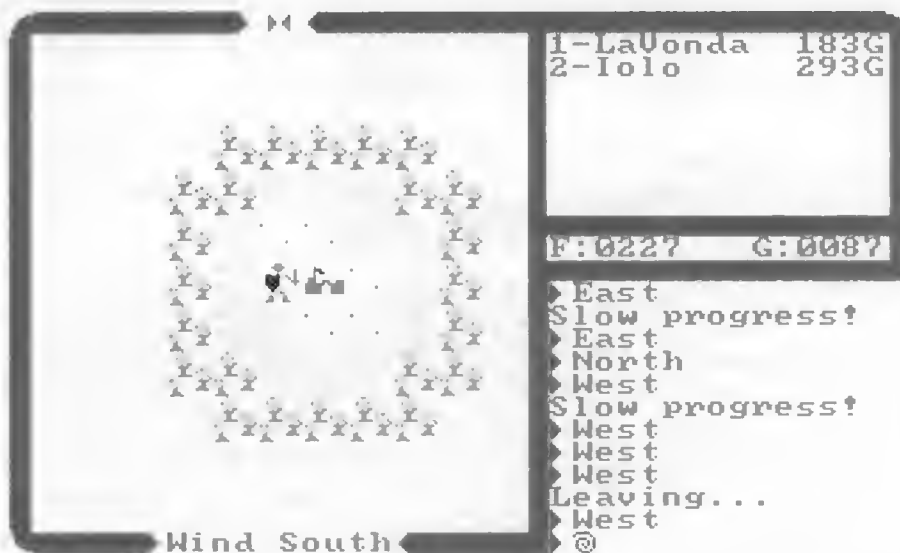 1-LaVonda 183G
2-Iolo 293G
F:0227 G:0087
East
Slow progress!
East
North
West
Slow progress!
West
West
West
Leaving...
West
@
Wind South